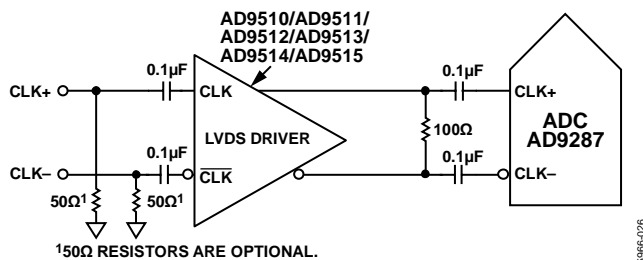 AD9510/AD9511/
AD9512/AD9513/
AD9514/AD9515
0.1µF
0.1µF
CLK+
CLK
CLK+
LVDS DRIVER
100Ω
ADC
AD9287
0.1µF
0.1µF
CLK–
CLK
CLK–
50Ω¹
50Ω¹
¹50Ω RESISTORS ARE OPTIONAL.